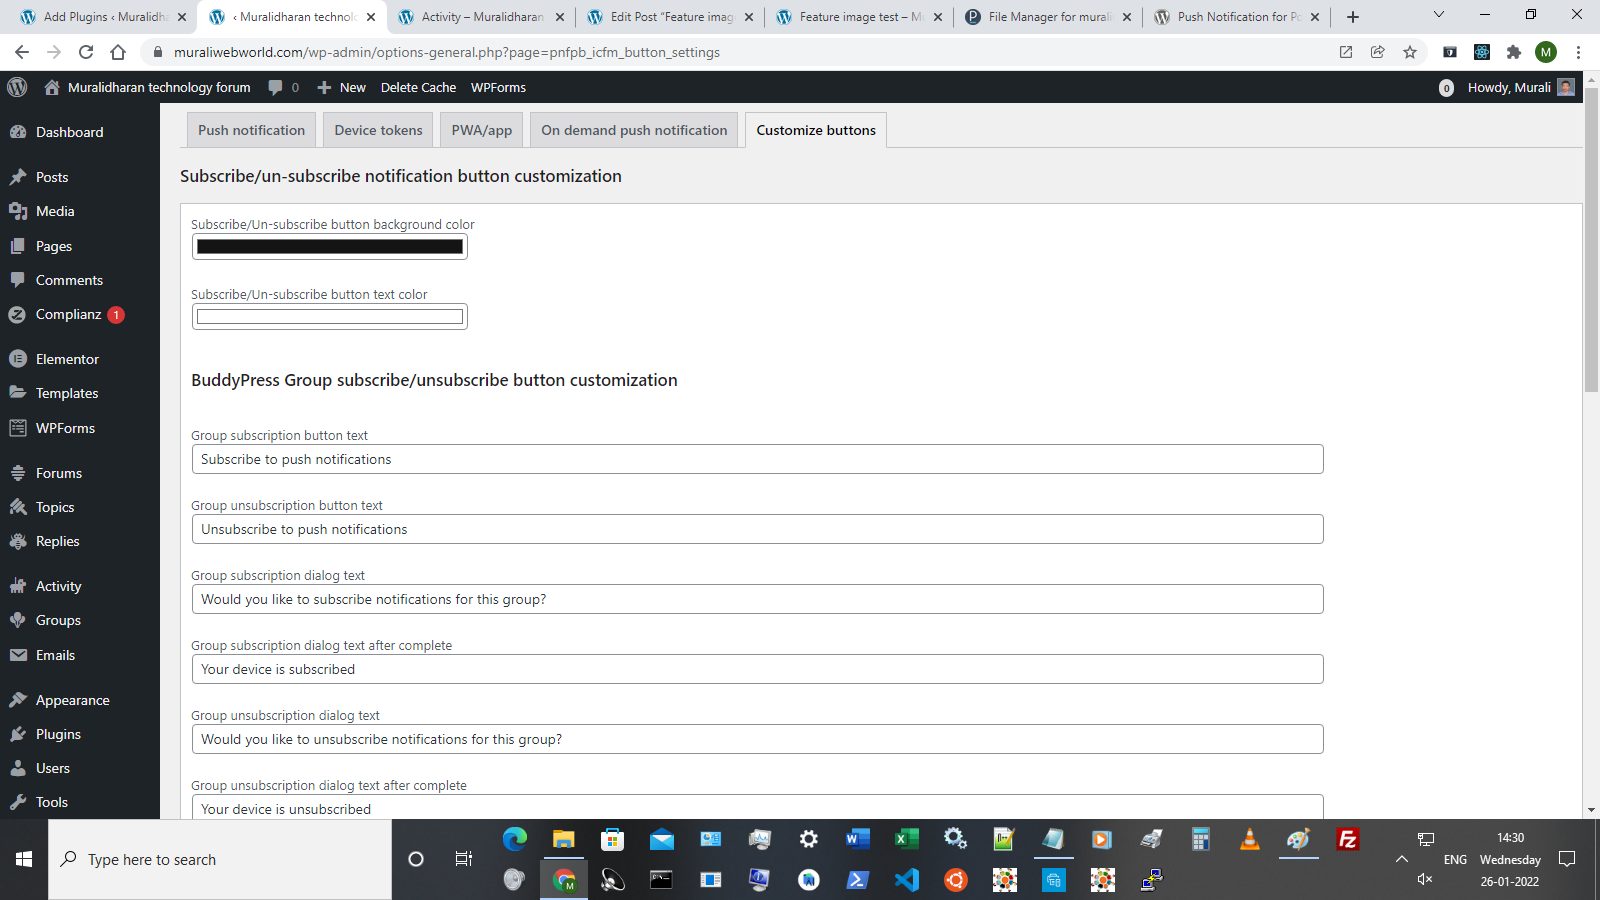 Add Plugins ‹ Muralidha
‹ Muralidharan technolo
Activity – Muralidharan
Edit Post “Feature imag
Feature image test – Mu
File Manager for murali
Push Notification for Po
muraliwebworld.com/wp-admin/options-general.php?page=pnfpb_icfm_button_settings
M
Muralidharan technology forum
0
New
Delete Cache
WPForms
0
Howdy, Murali
Dashboard
Posts
Media
Pages
Comments
Complianz 1
Elementor
Templates
WPForms
Forums
Topics
Replies
Activity
Groups
Emails
Appearance
Plugins
Users
Tools
Push notification
Device tokens
PWA/app
On demand push notification
Customize buttons
Subscribe/un-subscribe notification button customization
Subscribe/Un-subscribe button background color
Subscribe/Un-subscribe button text color
BuddyPress Group subscribe/unsubscribe button customization
Group subscription button text
Subscribe to push notifications
Group unsubscription button text
Unsubscribe to push notifications
Group subscription dialog text
Would you like to subscribe notifications for this group?
Group subscription dialog text after complete
Your device is subscribed
Group unsubscription dialog text
Would you like to unsubscribe notifications for this group?
Group unsubscription dialog text after complete
Your device is unsubscribed
Type here to search
ENG
14:30
Wednesday
26-01-2022